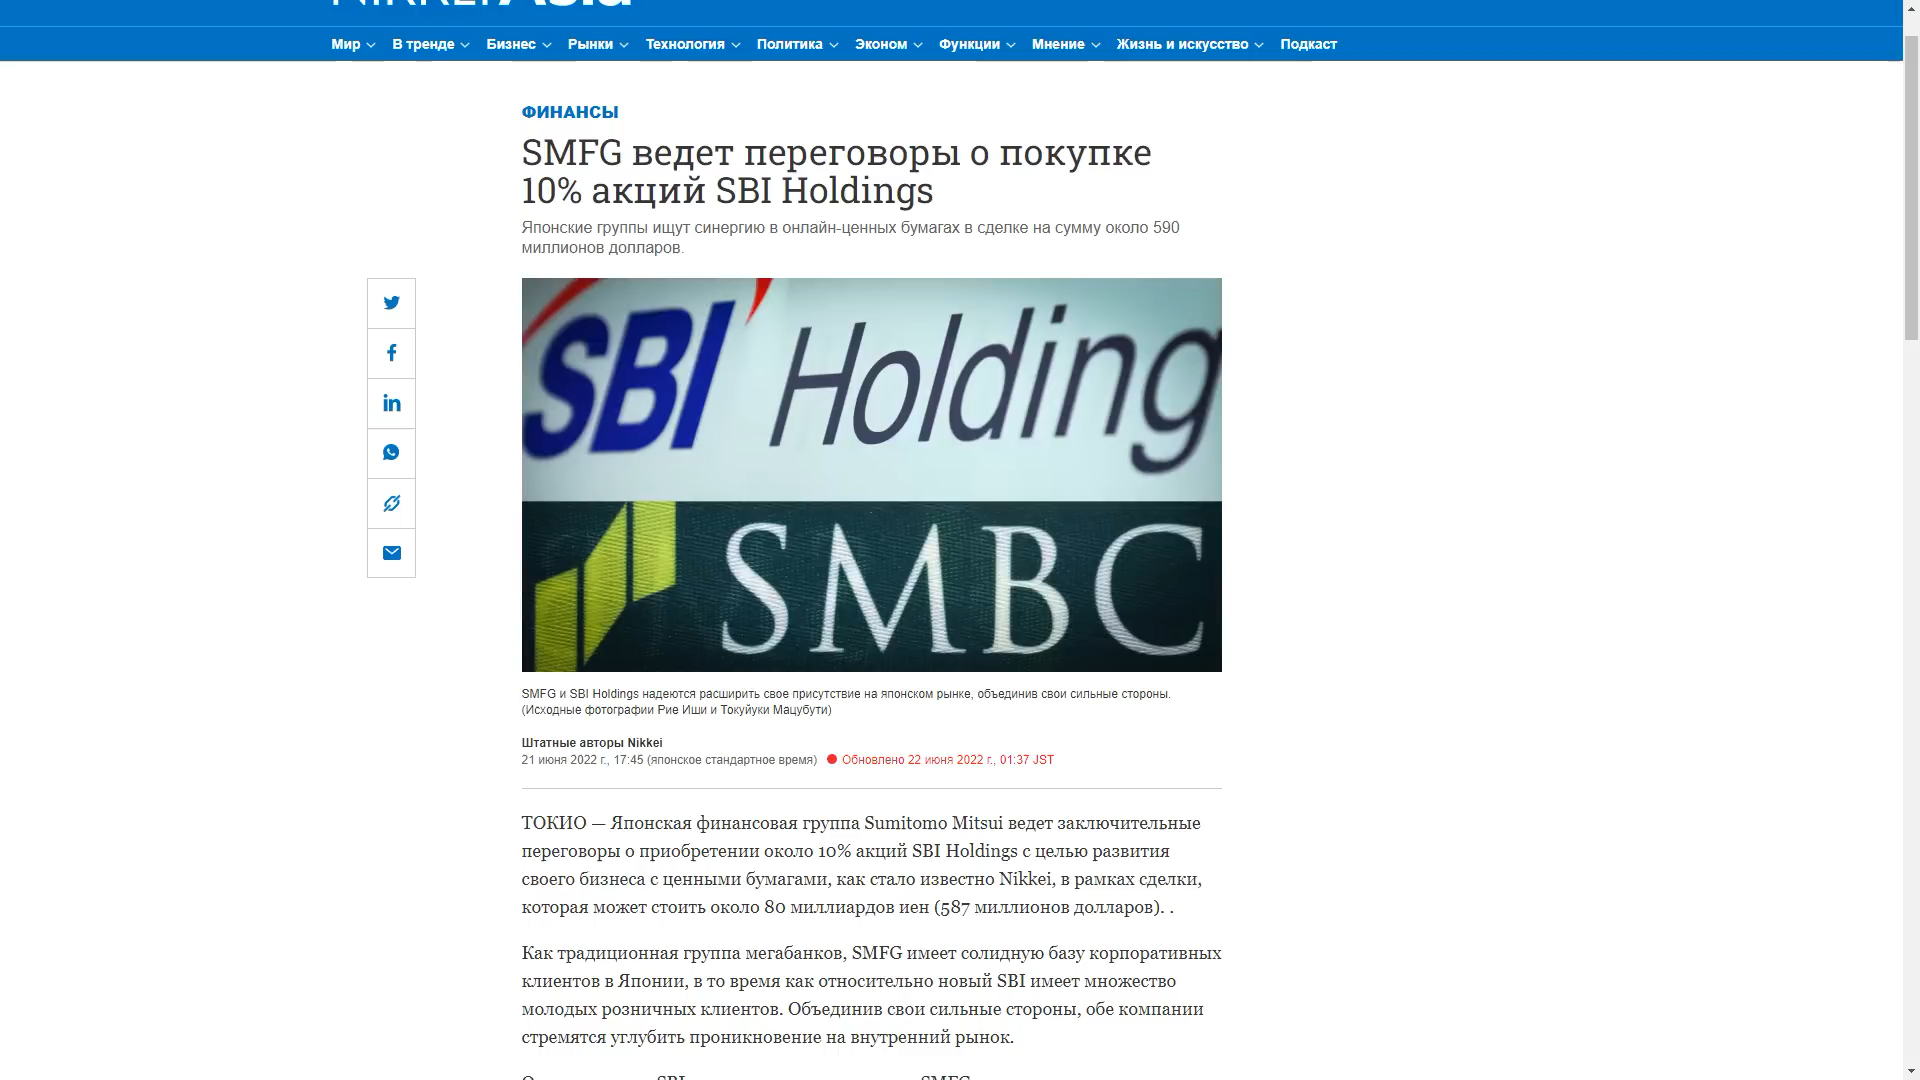 NIKKEI Asia
Мир В тренде Бизнес Рынки Технология Политика Эконом Функции Мнение Жизнь и искусство Подкаст
ФИНАНСЫ
SMFG ведет переговоры о покупке
10% акций SBI Holdings
Японские группы ищут синергию в онлайн-ценных бумагах в сделке на сумму около 590
миллионов долларов.
SBI Holding
SMBC
SMFG и SBI Holdings надеются расширить свое присутствие на японском рынке, объединив свои сильные стороны.
(Исходные фотографии Рие Иши и Токуйуки Мацубути)
Штатные авторы Nikkei
21 июня 2022 г., 17:45 (японское стандартное время) Обновлено 22 июня 2022 г., 01:37 JST
ТОКИО — Японская финансовая группа Sumitomo Mitsui ведет заключительные
переговоры о приобретении около 10% акций SBI Holdings с целью развития
своего бизнеса с ценными бумагами, как стало известно Nikkei, в рамках сделки,
которая может стоить около 80 миллиардов иен (587 миллионов долларов). .
Как традиционная группа мегабанков, SMFG имеет солидную базу корпоративных
клиентов в Японии, в то время как относительно новый SBI имеет множество
молодых розничных клиентов. Объединив свои сильные стороны, обе компании
стремятся углубить проникновение на внутренний рынок.